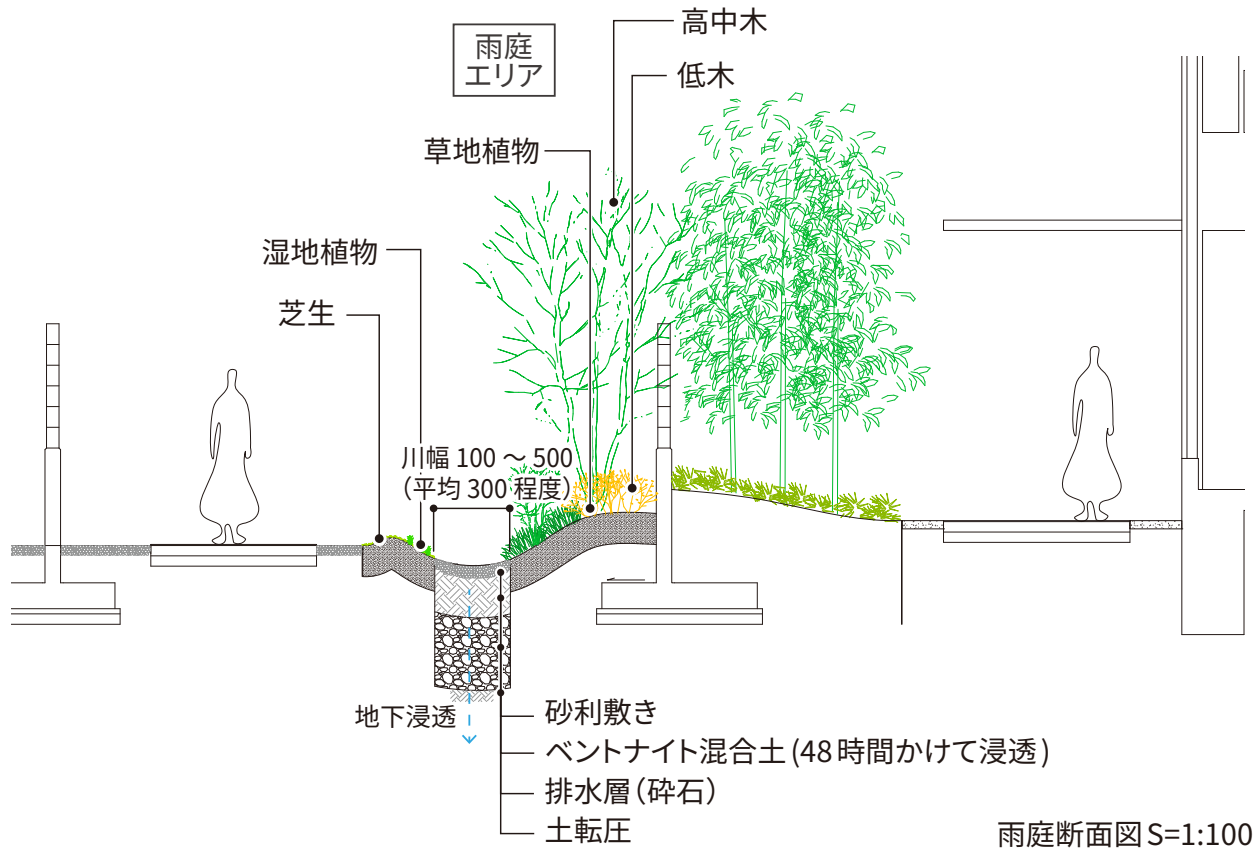 高中木
雨庭
エリア
低木
草地植物
湿地植物
芝生
川幅 100 ～ 500
（平均 300 程度）
地下浸透
砂利敷き
ベントナイト混合土 (48 時間かけて浸透 )
排水層（砕石）
土転圧
雨庭断面図 S=1:100